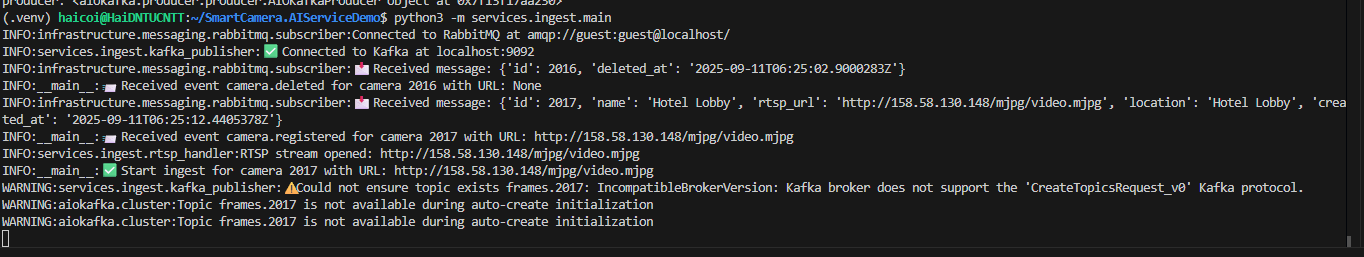 producer: <aiokafka.producer.producer.AIOKafkaProducer object at 0x7f13f17aa250>
(.venv) haicoi@HaiDNTUCNTT:~/SmartCamera.AIServiceDemo$ python3 -m services.ingest.main
INFO:infrastructure.messaging.rabbitmq.subscriber:Connected to RabbitMQ at amqp://guest:guest@localhost/
INFO:services.ingest.kafka_publisher:✅ Connected to Kafka at localhost:9092
INFO:infrastructure.messaging.rabbitmq.subscriber:📩 Received message: {'id': 2016, 'deleted_at': '2025-09-11T06:25:02.9000283Z'}
INFO:__main__:📨 Received event camera.deleted for camera 2016 with URL: None
INFO:infrastructure.messaging.rabbitmq.subscriber:📩 Received message: {'id': 2017, 'name': 'Hotel Lobby', 'rtsp_url': 'http://158.58.130.148/mjpg/video.mjpg', 'location': 'Hotel Lobby', 'crea
ted_at': '2025-09-11T06:25:12.4405378Z'}
INFO:__main__:📨 Received event camera.registered for camera 2017 with URL: http://158.58.130.148/mjpg/video.mjpg
INFO:services.ingest.rtsp_handler:RTSP stream opened: http://158.58.130.148/mjpg/video.mjpg
INFO:__main__:✅ Start ingest for camera 2017 with URL: http://158.58.130.148/mjpg/video.mjpg
WARNING:services.ingest.kafka_publisher:⚠️Could not ensure topic exists frames.2017: IncompatibleBrokerVersion: Kafka broker does not support the 'CreateTopicsRequest_v0' Kafka protocol.
WARNING:aiokafka.cluster:Topic frames.2017 is not available during auto-create initialization
WARNING:aiokafka.cluster:Topic frames.2017 is not available during auto-create initialization